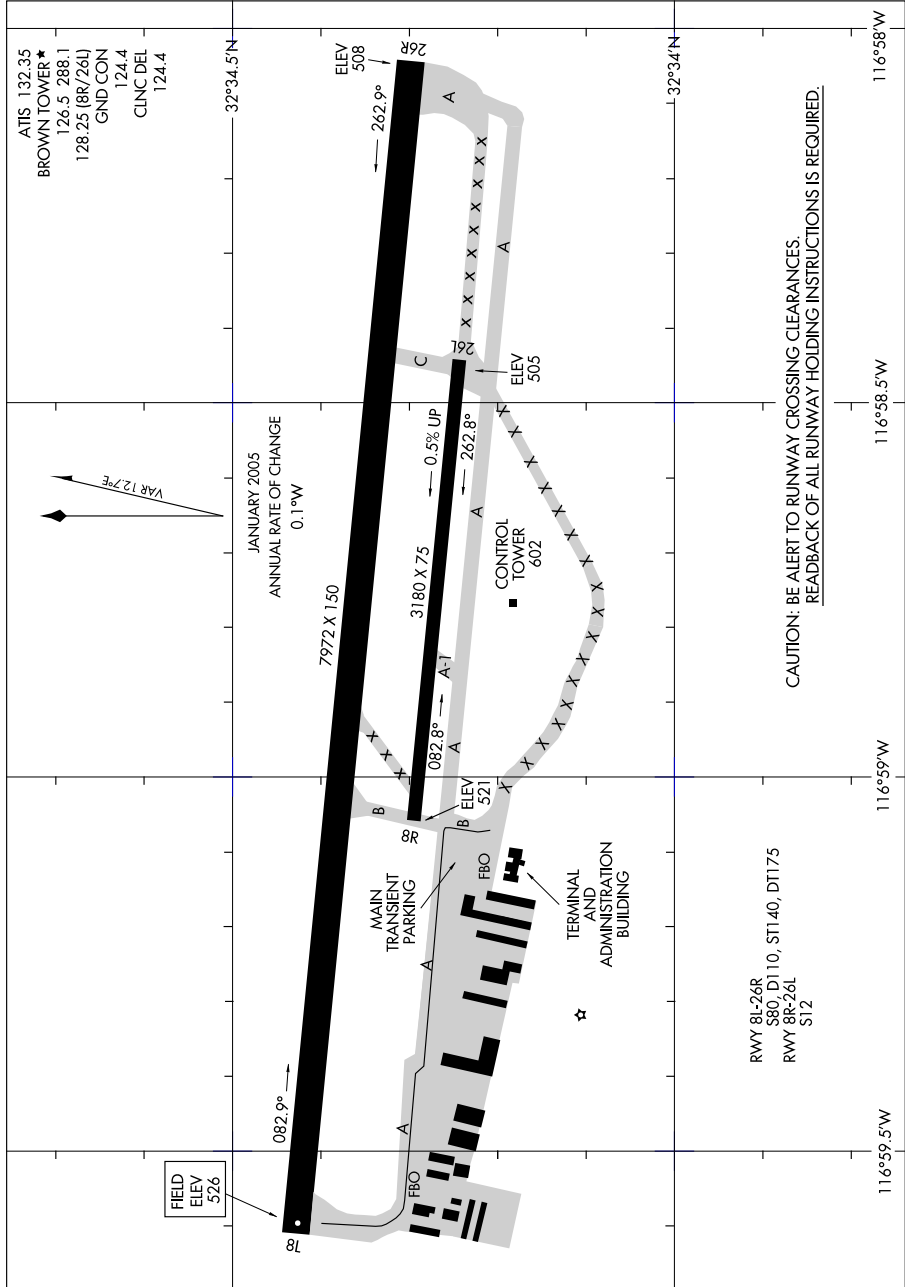 ATIS 132.35
BROWN TOWER★
126.5 288.1
128.25 (8R/26L)
GND CON
124.4
CLNC DEL
124.4
32°34.5'N
32°34'N
116°58'W
116°58.5'W
116°59'W
116°59.5'W
VAR 12.7°E
JANUARY 2005
ANNUAL RATE OF CHANGE
0.1°W
FIELD
ELEV
526
8L
082.9°
7972 X 150
262.9°
26R
ELEV
508
A
A
C
26L
ELEV
505
0.5% UP
262.8°
3180 X 75
A
A-1
082.8°
A
8R
ELEV
521
B
B
CONTROL
TOWER
602
MAIN
TRANSIENT
PARKING
FBO
TERMINAL
AND
ADMINISTRATION
BUILDING
A
A
FBO
X X X X X X X X X
X X X
X X X X X X X X X X X X X X X X X X
RWY 8L-26R
S80, D110, ST140, DT175
RWY 8R-26L
S12
CAUTION: BE ALERT TO RUNWAY CROSSING CLEARANCES.
READBACK OF ALL RUNWAY HOLDING INSTRUCTIONS IS REQUIRED.